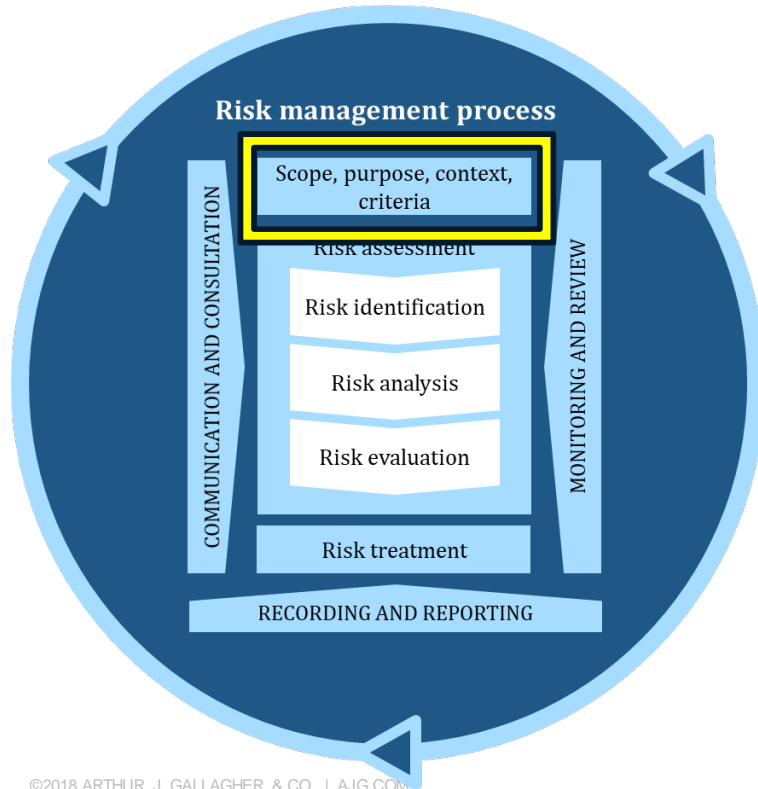 Risk management process
Scope, purpose, context,
criteria
Risk assessment
Risk identification
Risk analysis
Risk evaluation
Risk treatment
COMMUNICATION AND CONSULTATION
MONITORING AND REVIEW
RECORDING AND REPORTING
©2018 ARTHUR J. GALLAGHER & CO. | AJG.COM